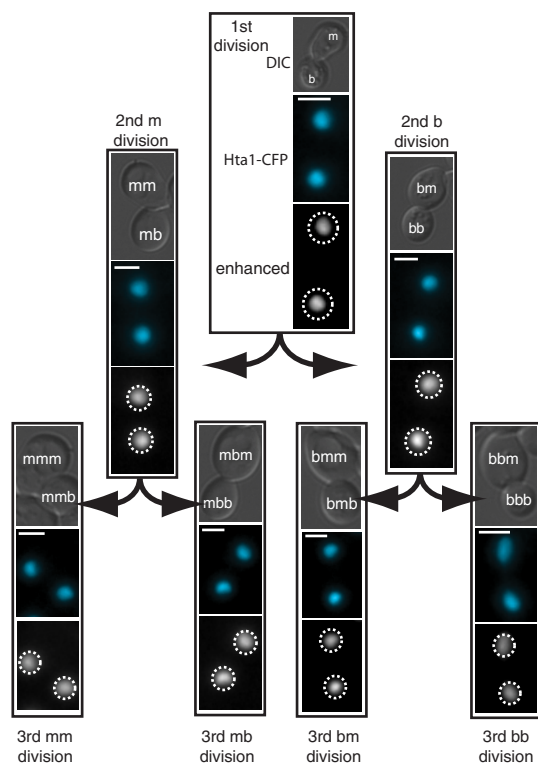 1st
division
DIC
m
b
Hta1-CFP
enhanced
2nd m
division
mm
mb
2nd b
division
bm
bb
mmm
mmb
mbm
mbb
bmm
bmb
bbm
bbb
3rd mm
division
3rd mb
division
3rd bm
division
3rd bb
division